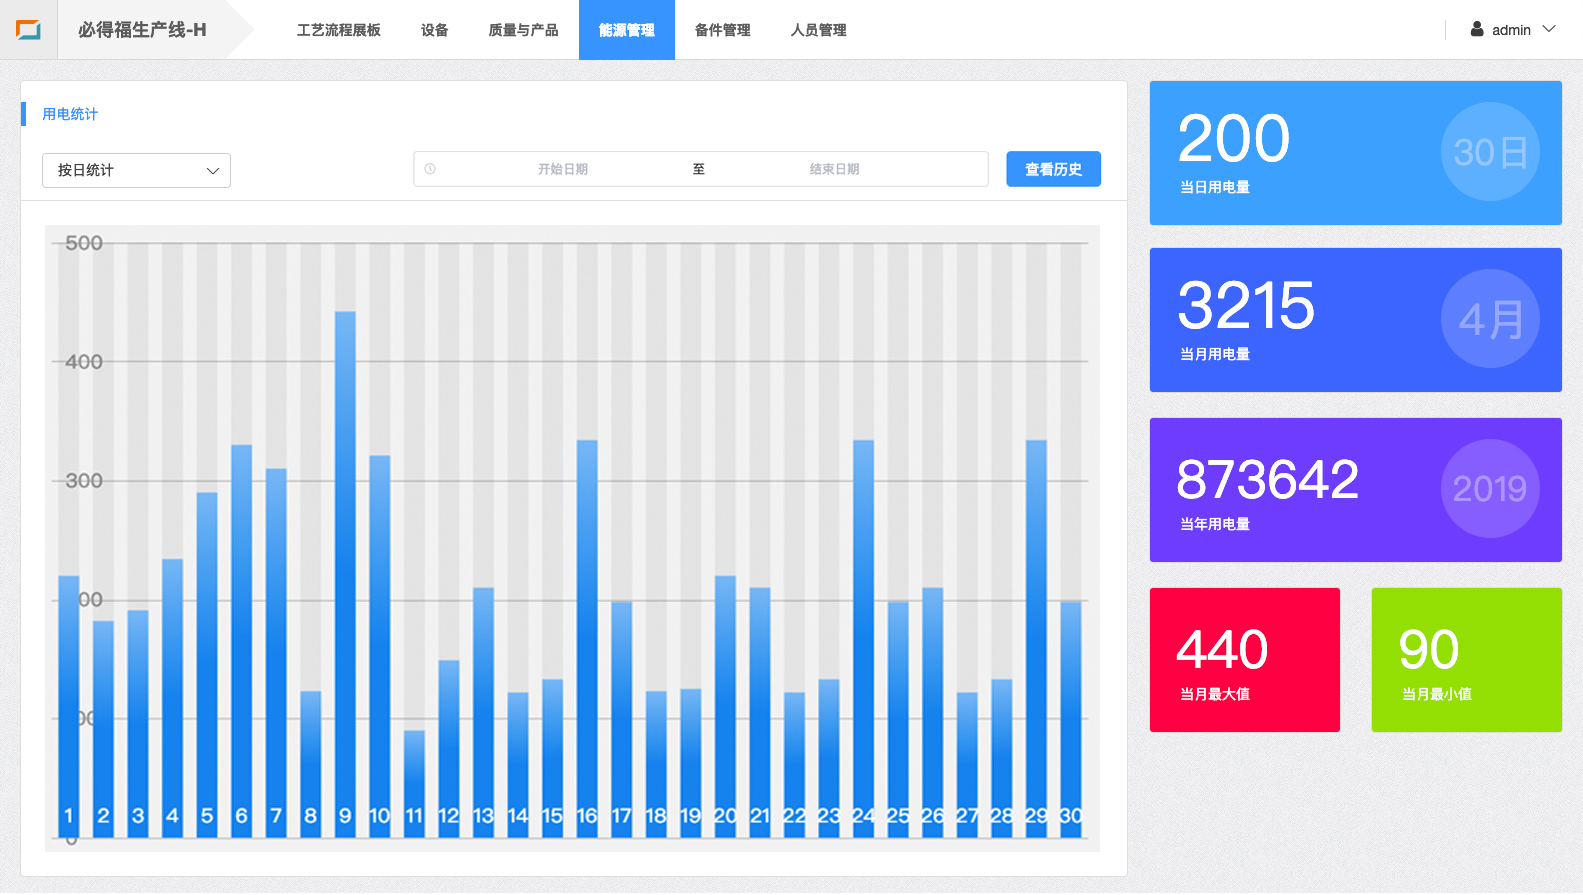 必得福生产线-H
工艺流程展板 设备 质量与产品 能源管理 备件管理 人员管理 admin
用电统计
按日统计 开始日期 至 结束日期 查看历史
500
400
300
00
00
0
1 2 3 4 5 6 7 8 9 10 11 12 13 14 15 16 17 18 19 20 21 22 23 24 25 26 27 28 29 30
200 30日
当日用电量
3215 4月
当月用电量
873642 2019
当年用电量
440
当月最大值
90
当月最小值